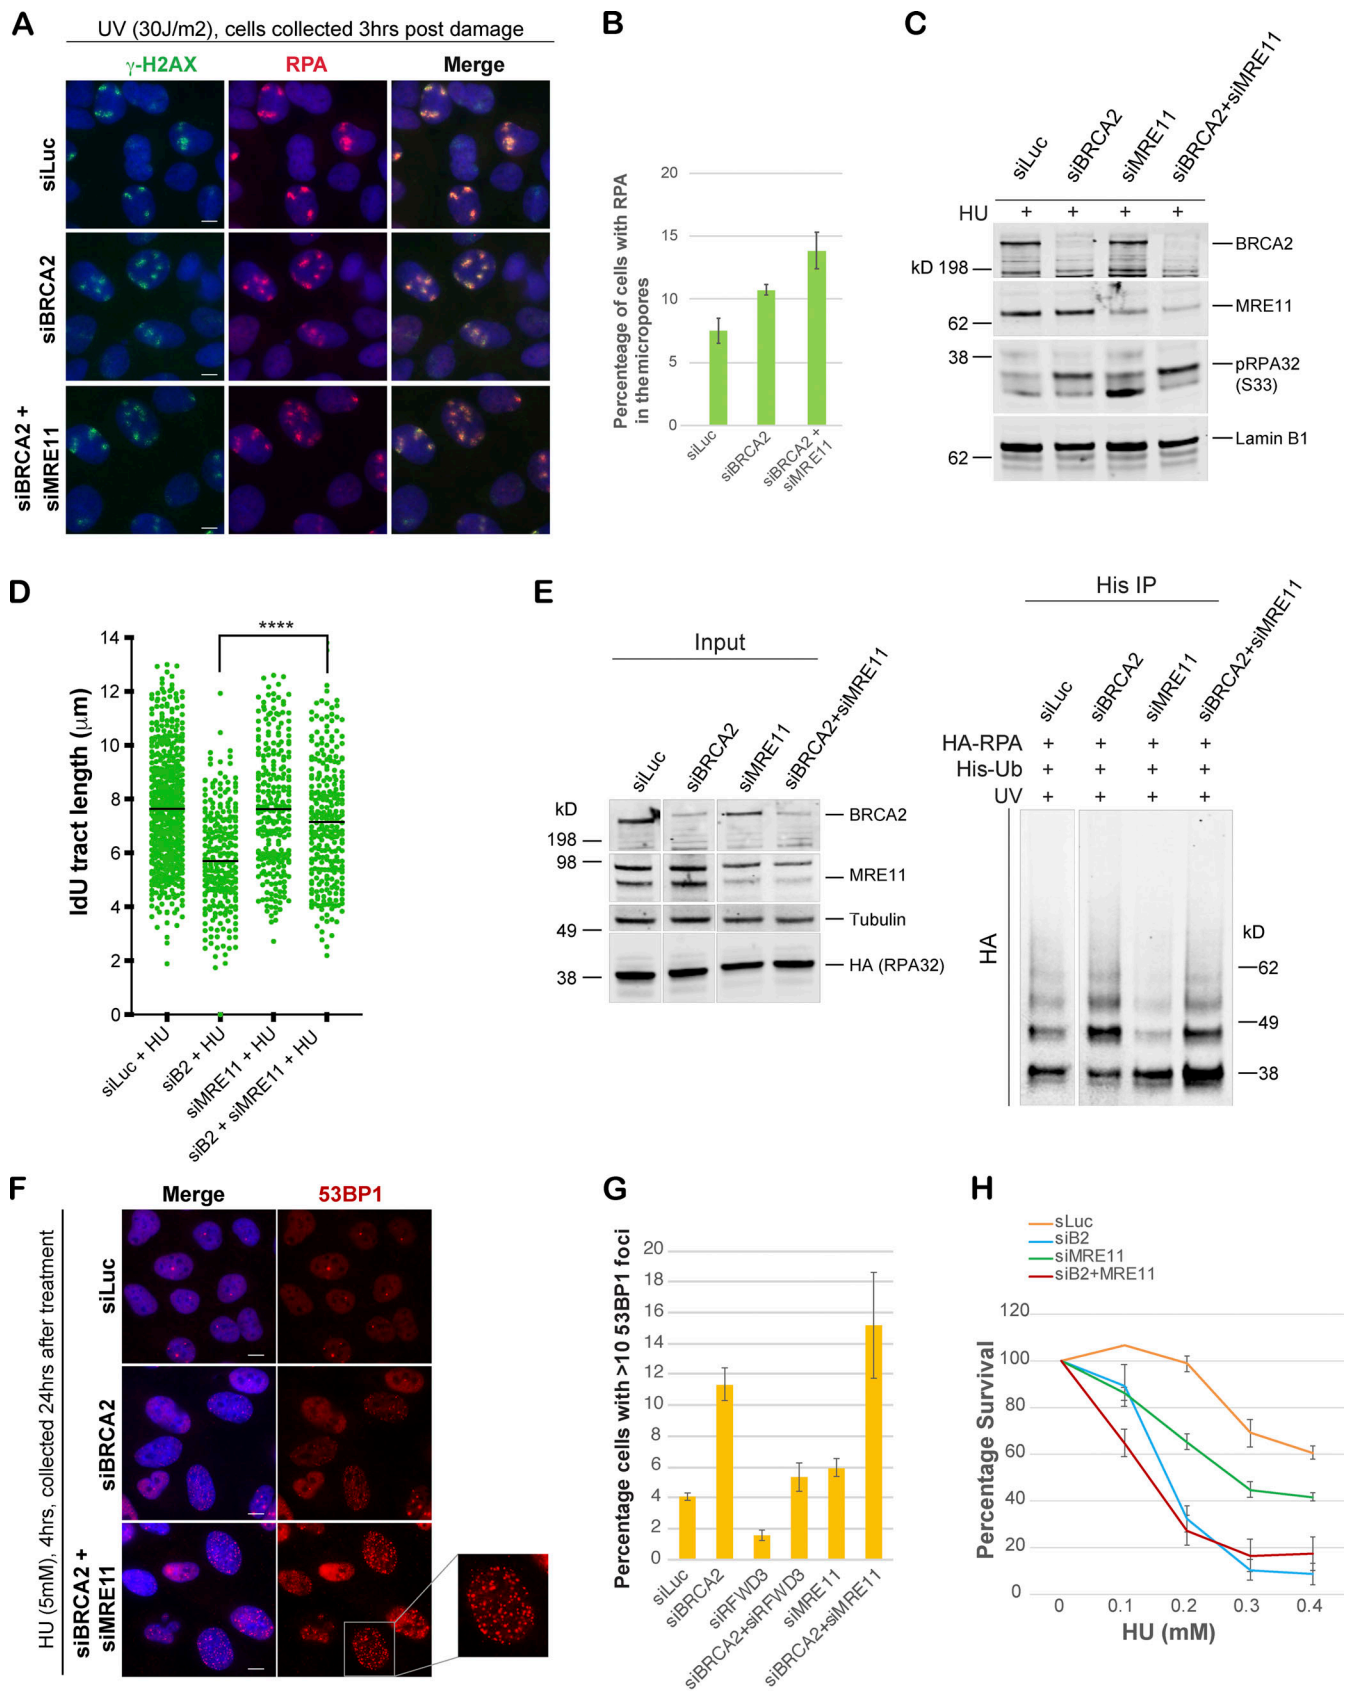 A
UV (30J/m2), cells collected 3hrs post damage
γ-H2AX RPA Merge
siLuc
siBRCA2
siBRCA2 +
siMRE11
B
Percenteage of cells with RPA
in the micropores
20
15
10
5
0
siLuc
siBRCA2
siBRCA2 +
siMRE11
C
siLuc
siBRCA2
siMRE11
siBRCA2+siMRE11
HU + + + +
BRCA2
kD 198
MRE11
62
38
pRPA32
(S33)
Lamin B1
62
D
IdU tract length (μm)
****
14
12
10
8
6
4
2
0
siLuc + HU
siB2 + HU
siMRE11 + HU
siB2 + siMRE11 + HU
E
Input
siLuc
siBRCA2
siMRE11
siBRCA2+siMRE11
kD
BRCA2
198
98
MRE11
Tubulin
49
HA (RPA32)
38
His IP
siLuc
siBRCA2
siMRE11
siBRCA2+siMRE11
HA-RPA + + + +
His-Ub + + + +
UV + + + +
HA
kD
62
49
38
F
Merge 53BP1
HU (5mM), 4hrs, collected 24hrs after treatment
siLuc
siBRCA2
siBRCA2 +
siMRE11
G
Percentage cells with >10 53BP1 foci
20
18
16
14
12
10
8
6
4
2
0
siLuc
siBRCA2
siRFWD3
siBRCA2+siRFWD3
siMRE11
siBRCA2+siMRE11
H
sLuc
siB2
siMRE11
siB2+MRE11
Percentage Survival
120
100
80
60
40
20
0
0 0.1 0.2 0.3 0.4
HU (mM)